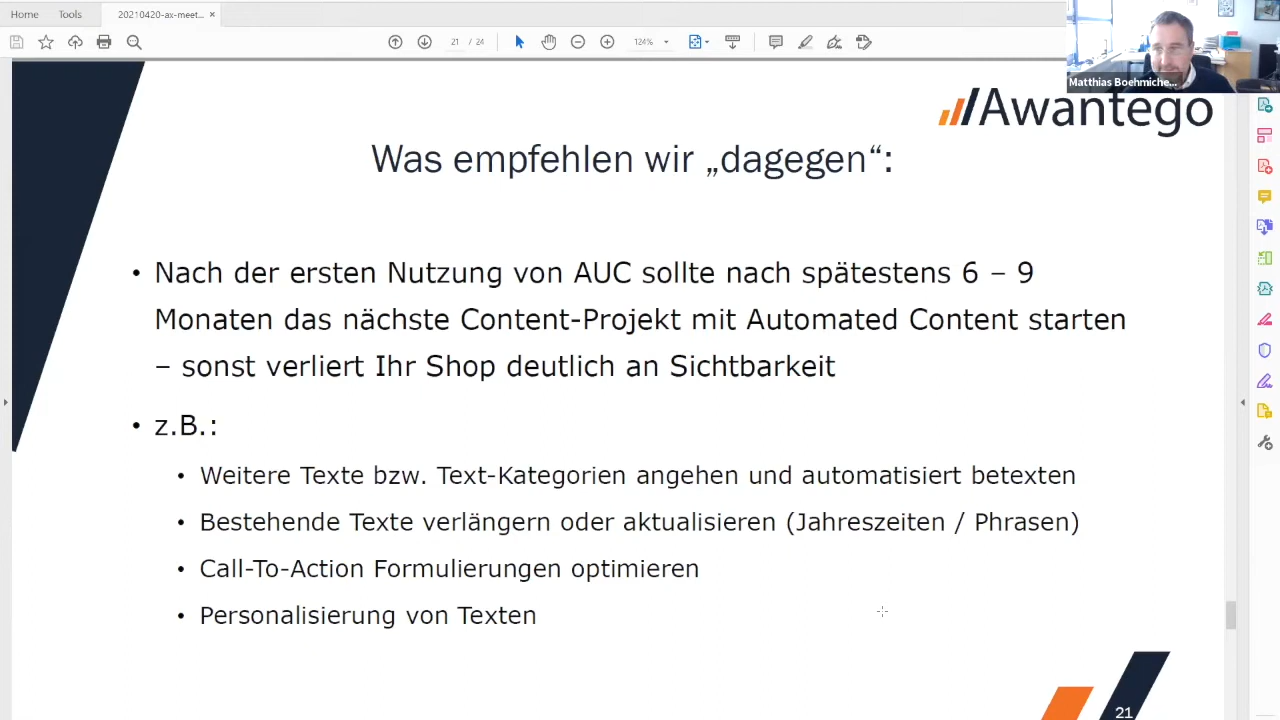 Home
Tools
20210420-ax-meet... ×
21 / 24
124%
Matthias Boehmiche...
Awantego
Was empfehlen wir „dagegen“:
• Nach der ersten Nutzung von AUC sollte nach spätestens 6 – 9
Monaten das nächste Content-Projekt mit Automated Content starten
– sonst verliert Ihr Shop deutlich an Sichtbarkeit
• z.B.:
• Weitere Texte bzw. Text-Kategorien angehen und automatisiert betexten
• Bestehende Texte verlängern oder aktualisieren (Jahreszeiten / Phrasen)
• Call-To-Action Formulierungen optimieren
• Personalisierung von Texten
21